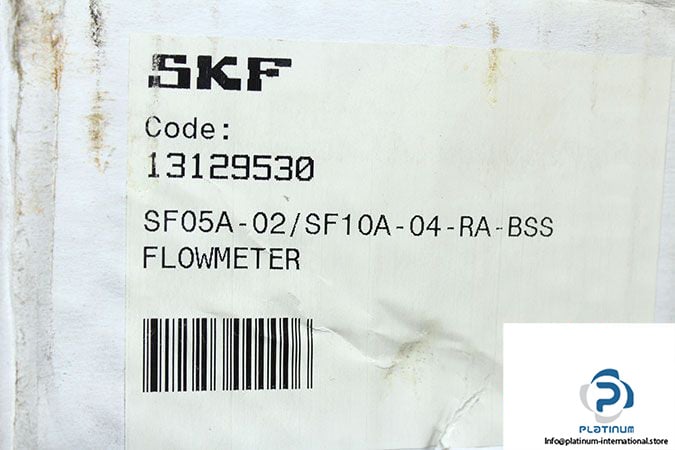 SKF
Code:
13129530
SF05A-02/SF10A-04-RA-BSS
FLOWMETER
PLATINUM
Info@platinum-international.store